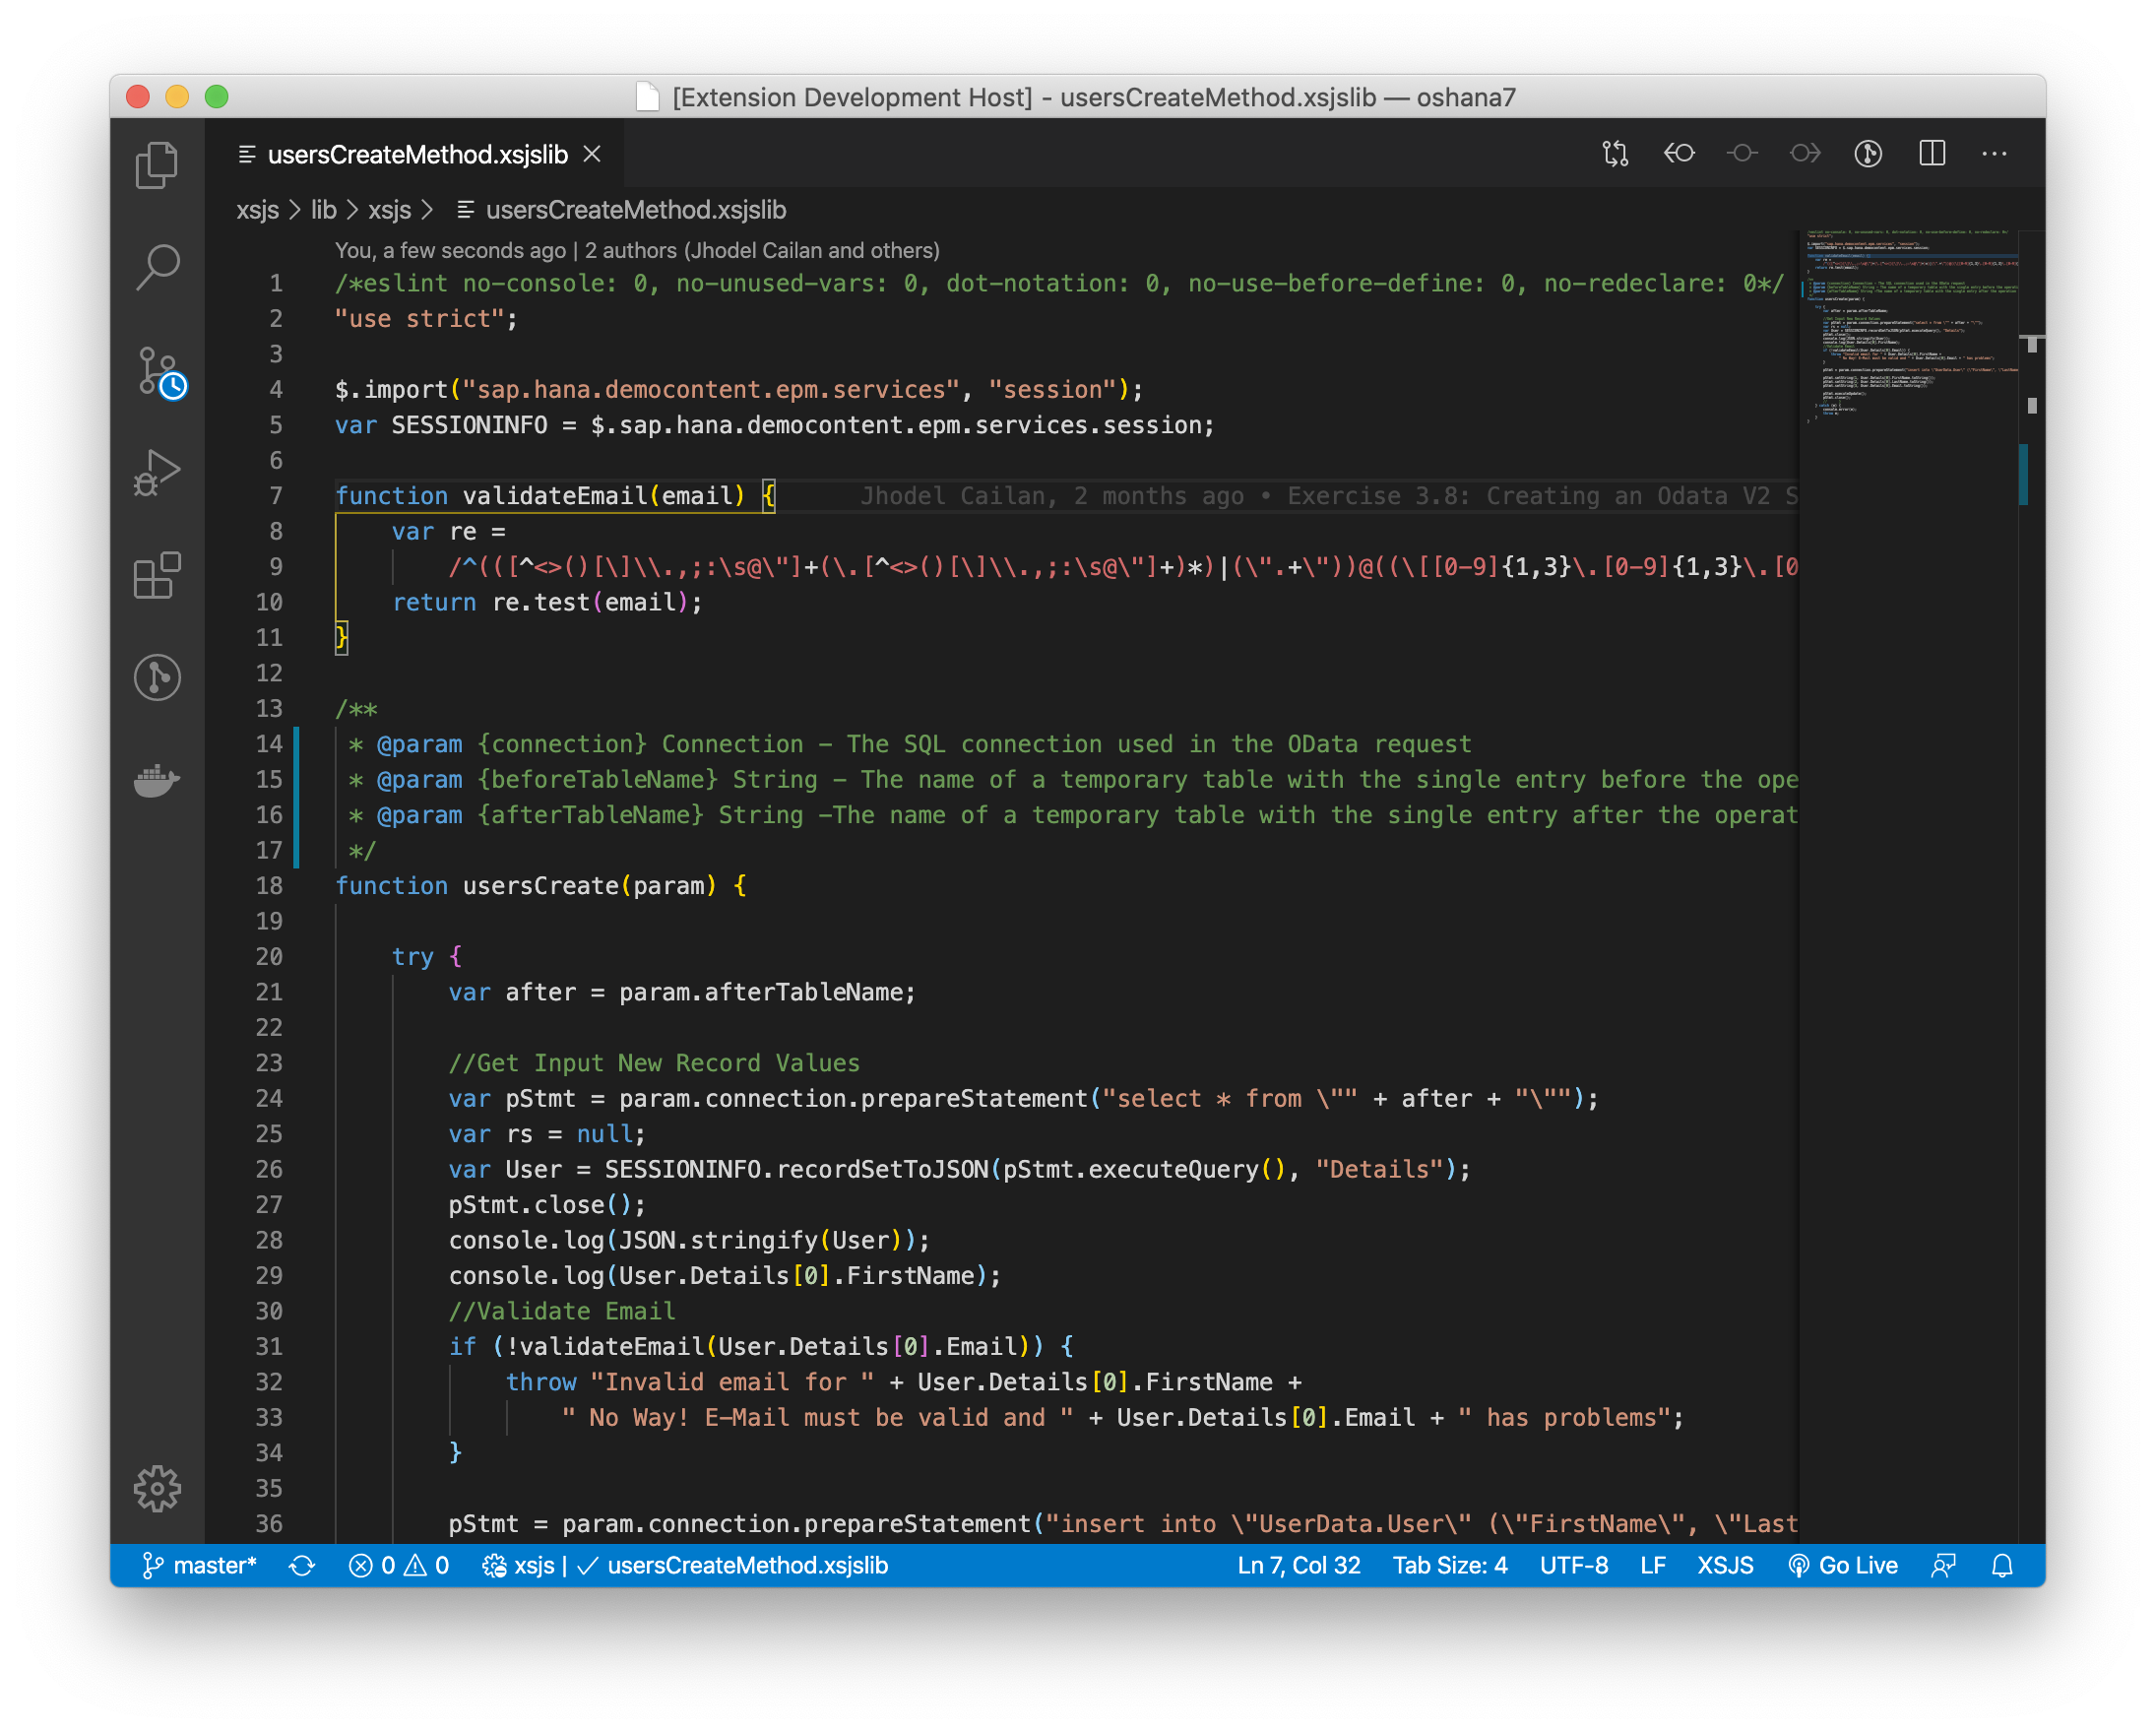 [Extension Development Host] - usersCreateMethod.xsjslib — oshana7
usersCreateMethod.xsjslib
xsjs > lib > xsjs > usersCreateMethod.xsjslib
You, a few seconds ago | 2 authors (Jhodel Cailan and others)
1 /*eslint no-console: 0, no-unused-vars: 0, dot-notation: 0, no-use-before-define: 0, no-redeclare: 0*/
2 "use strict";
3
4 $.import("sap.hana.democontent.epm.services", "session");
5 var SESSIONINFO = $.sap.hana.democontent.epm.services.session;
6
7 function validateEmail(email) { Jhodel Cailan, 2 months ago • Exercise 3.8: Creating an Odata V2 S
8 var re =
9 /^(([^<>()[\]\\.,;:\s@\"]+(\.[^<>()[\]\\.,;:\s@\"]+)*)|(\".+\"))@((\[[0-9]{1,3}\.[0-9]{1,3}\.[0
10 return re.test(email);
11 }
12
13 /**
14 * @param {connection} Connection - The SQL connection used in the OData request
15 * @param {beforeTableName} String - The name of a temporary table with the single entry before the ope
16 * @param {afterTableName} String -The name of a temporary table with the single entry after the operat
17 */
18 function usersCreate(param) {
19
20 try {
21 var after = param.afterTableName;
22
23 //Get Input New Record Values
24 var pStmt = param.connection.prepareStatement("select * from \"" + after + "\"");
25 var rs = null;
26 var User = SESSIONINFO.recordSetToJSON(pStmt.executeQuery(), "Details");
27 pStmt.close();
28 console.log(JSON.stringify(User));
29 console.log(User.Details[0].FirstName);
30 //Validate Email
31 if (!validateEmail(User.Details[0].Email)) {
32 throw "Invalid email for " + User.Details[0].FirstName +
33 " No Way! E-Mail must be valid and " + User.Details[0].Email + " has problems";
34 }
35
36 pStmt = param.connection.prepareStatement("insert into \"UserData.User\" (\"FirstName\", \"Last
master* 0 0 xsjs | ✓ usersCreateMethod.xsjslib Ln 7, Col 32 Tab Size: 4 UTF-8 LF XSJS Go Live